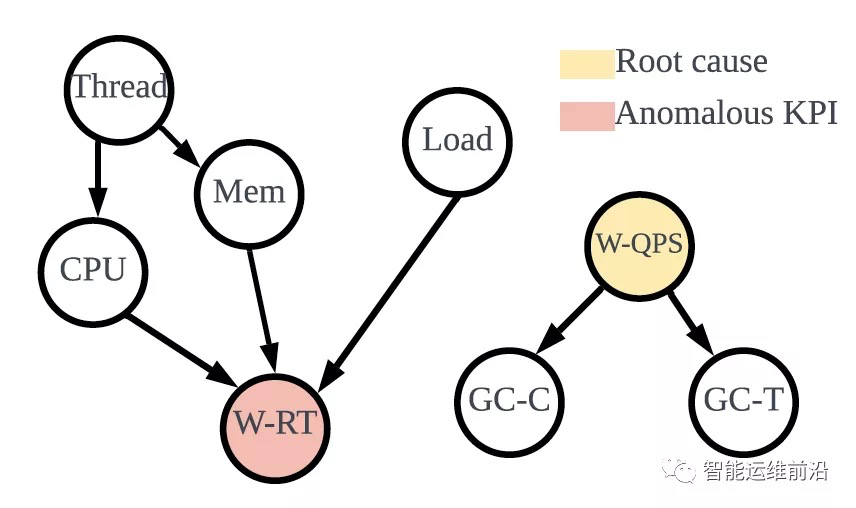 Thread
Root cause
Anomalous KPI
Load
Mem
W-QPS
CPU
GC-C
GC-T
W-RT
智能运维前沿